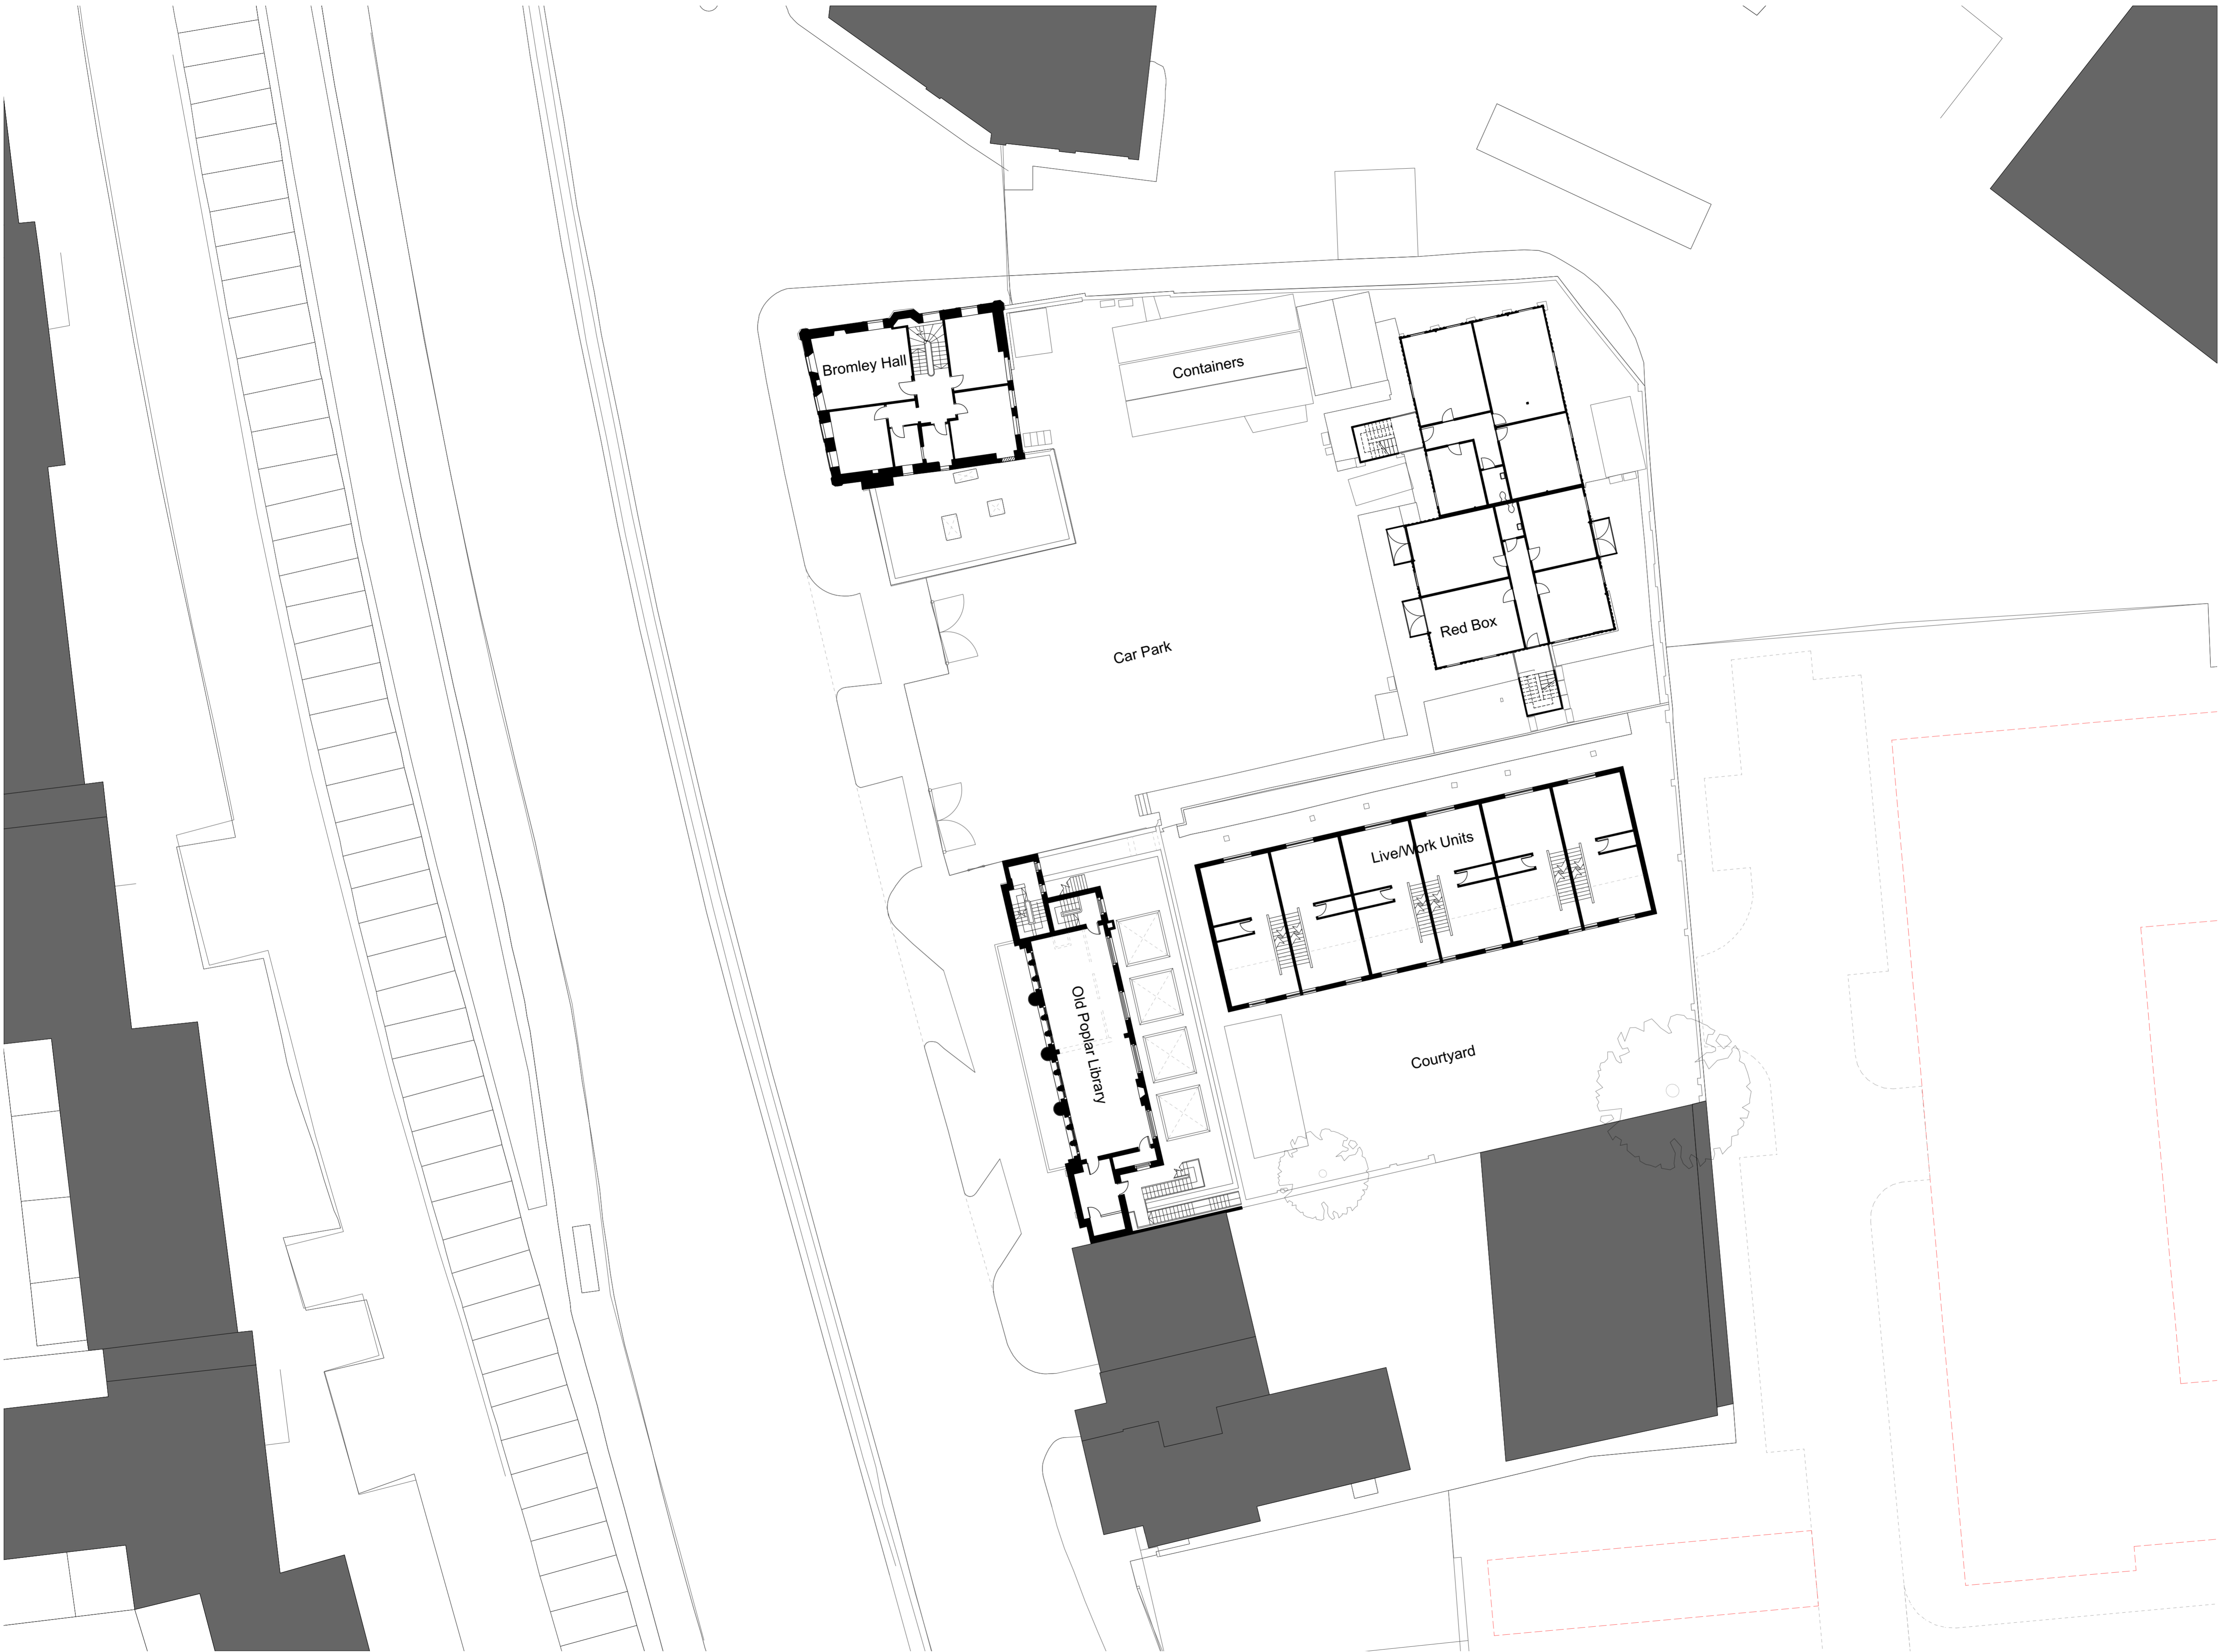 Bromley Hall
Containers
Red Box
Car Park
Live/Work Units
Old Poplar Library
Courtyard